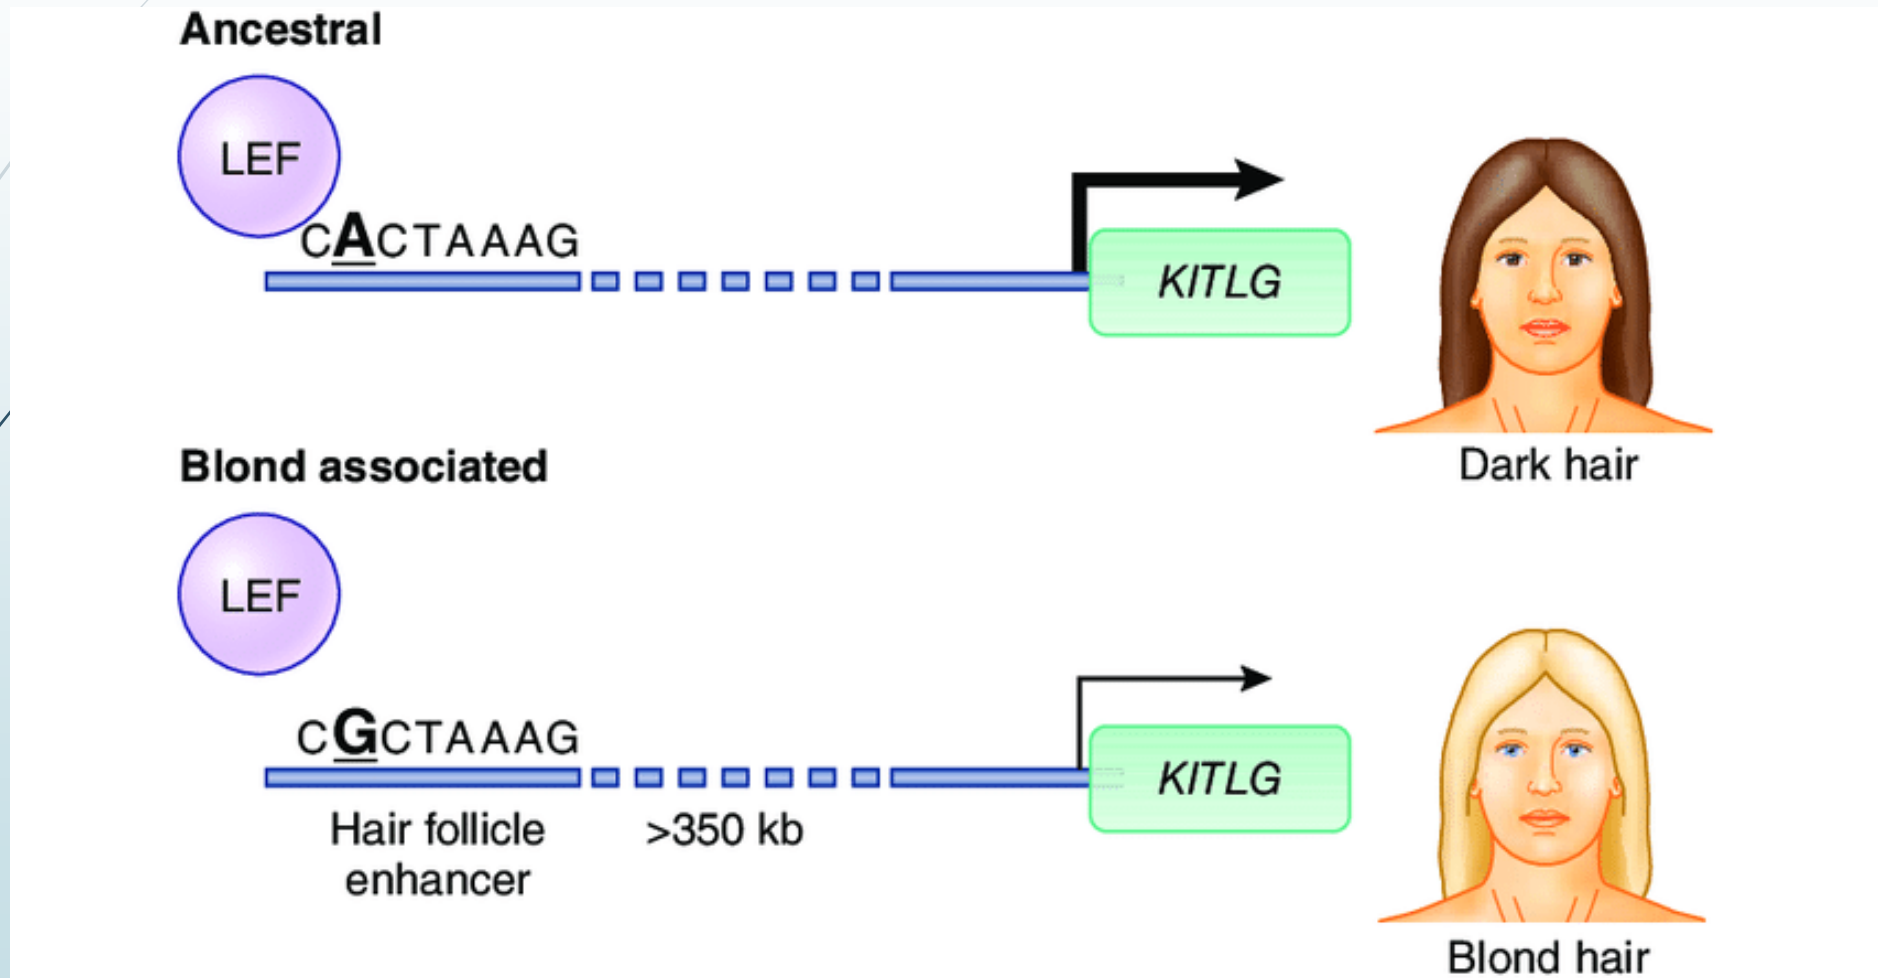 Ancestral
LEF
CACTAAAG
KITLG
Dark hair
Blond associated
LEF
CGCTAAAG
KITLG
Hair follicle
enhancer
>350 kb
Blond hair